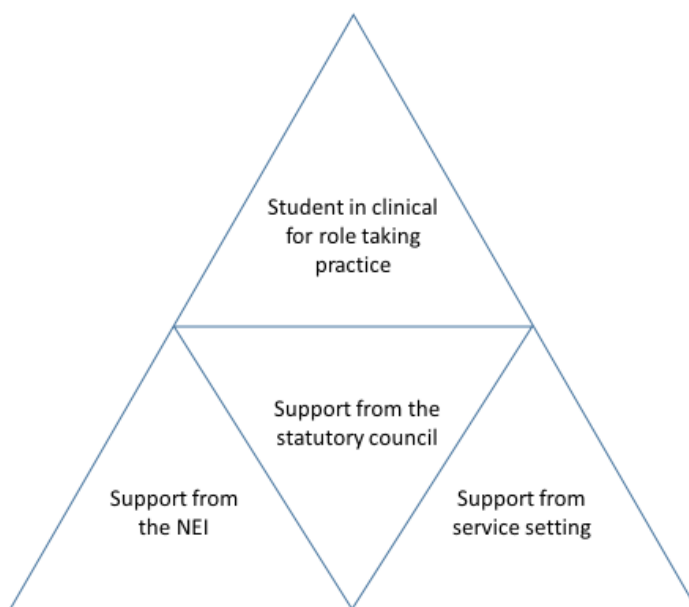 Student in clinical
for role taking
practice
Support from the
statutory council
Support from
the NEI
Support from
service setting